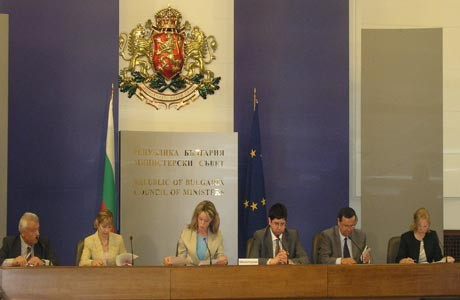 РЕПУБЛИКА БЪЛГАРИЯ
МИНИСТЕРСКИ СЪВЕТ
REPUBLIC OF BULGARIA
COUNCIL OF MINISTERS